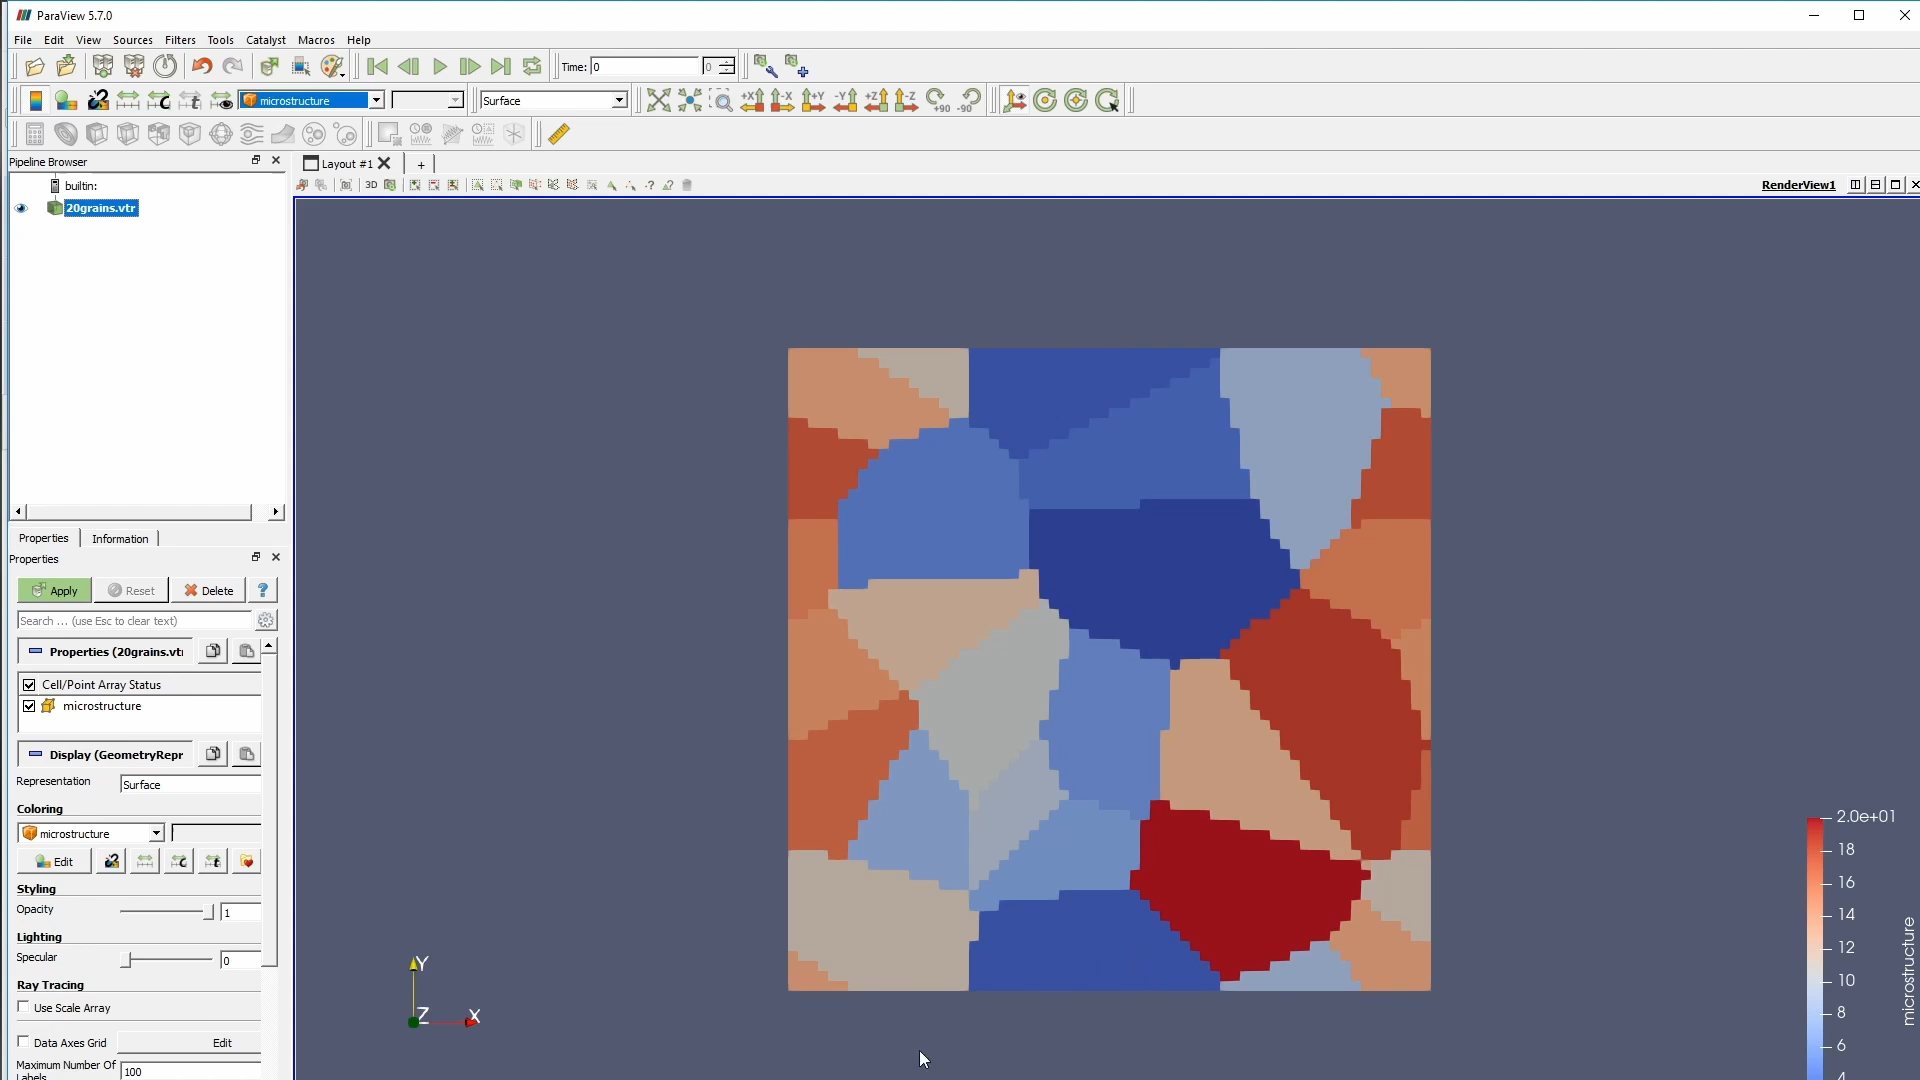 ParaView 5.7.0
File Edit View Sources Filters Tools Catalyst Macros Help
Time: 0 0
microstructure Surface +X -X +Y -Y +Z -Z +90 -90
Pipeline Browser
Layout #1 +
builtin:
3D
RenderView1
20grains.vtr
Properties Information
Properties
Apply Reset Delete ?
Search ... (use Esc to clear text)
Properties (20grains.vtr
Cell/Point Array Status
microstructure
Display (GeometryRepr
Representation Surface
Coloring
microstructure
Edit
Styling
Opacity 1
Lighting
Specular 0
Ray Tracing
Use Scale Array
Data Axes Grid Edit
Maximum Number Of
Labels 100
Y
Z X
2.0e+01
18
16
14
12
10
8
6
4
microstructure